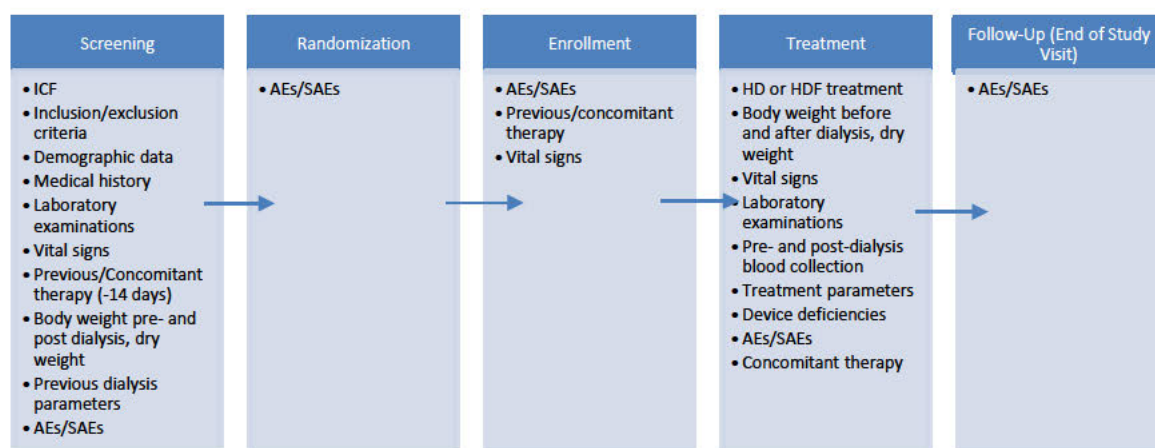 Screening
• ICF
• Inclusion/exclusion
criteria
• Demographic data
• Medical history
• Laboratory
examinations
• Vital signs
• Previous/Concomitant
therapy (-14 days)
• Body weight pre- and
post dialysis, dry
weight
• Previous dialysis
parameters
• AEs/SAEs
Randomization
• AEs/SAEs
Enrollment
• AEs/SAEs
• Previous/concomitant
therapy
• Vital signs
Treatment
• HD or HDF treatment
• Body weight before
and after dialysis, dry
weight
• Vital signs
• Laboratory
examinations
• Pre- and post-dialysis
blood collection
• Treatment parameters
• Device deficiencies
• AEs/SAEs
• Concomitant therapy
Follow-Up (End of Study
Visit)
• AEs/SAEs